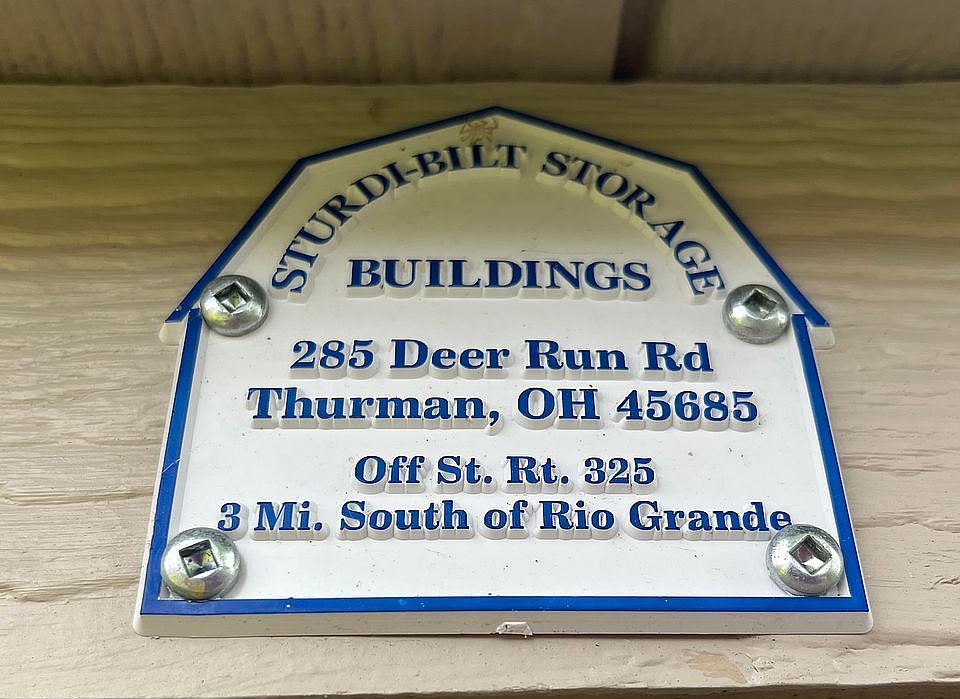 STURDI-BILT STORAGE
BUILDINGS
285 Deer Run Rd
Thurman, OH 45685
Off St. Rt. 325
3 Mi. South of Rio Grande